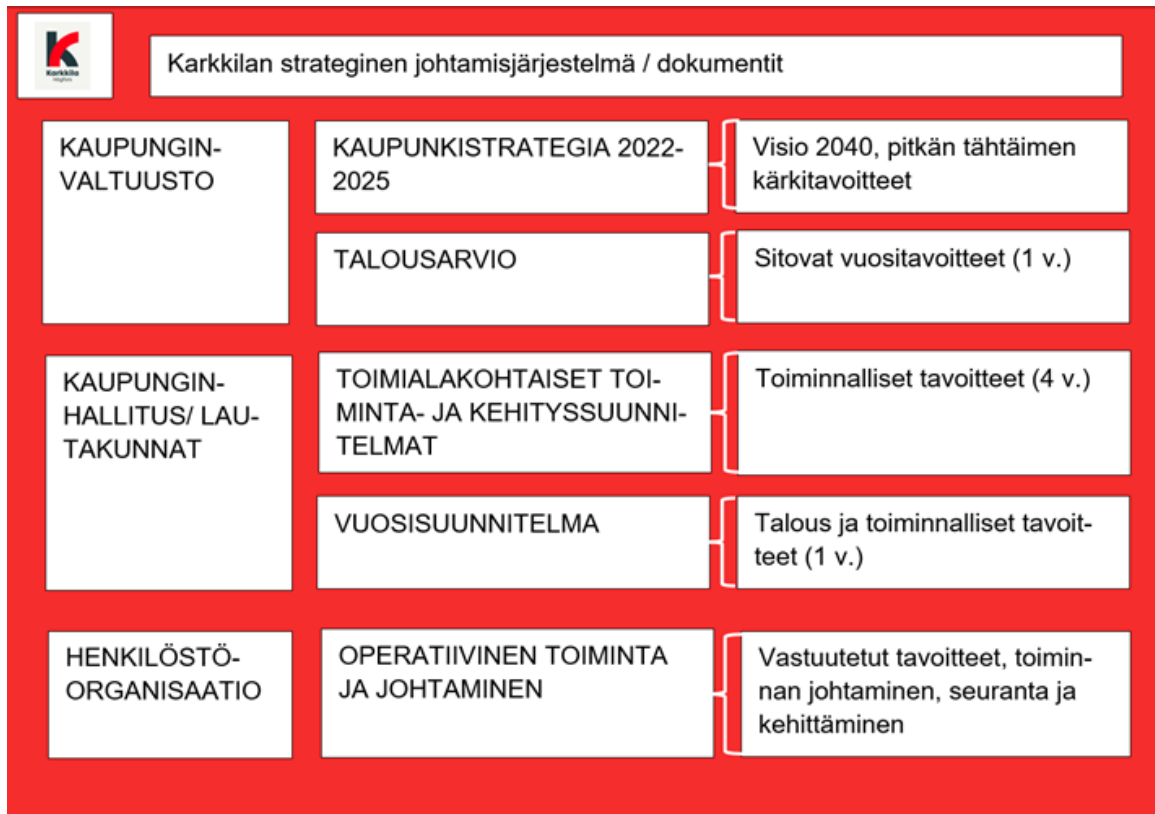 Karkkila
Karkkilan strateginen johtamisjärjestelmä / dokumentit
KAUPUNGIN-
VALTUUSTO
KAUPUNKISTRATEGIA 2022-
2025
Visio 2040, pitkän tähtäimen
kärkitavoitteet
TALOUSARVIO
Sitovat vuositavoitteet (1 v.)
KAUPUNGIN-
HALLITUS/ LAU-
TAKUNNAT
TOIMIALAKOHTAISET TOI-
MINTA- JA KEHITYSSUUNNI-
TELMAT
Toiminnalliset tavoitteet (4 v.)
VUOSISUUNNITELMA
Talous ja toiminnalliset tavoit-
teet (1 v.)
HENKILÖSTÖ-
ORGANISAATIO
OPERATIIVINEN TOIMINTA
JA JOHTAMINEN
Vastuutetut tavoitteet, toimin-
nan johtaminen, seuranta ja
kehittäminen